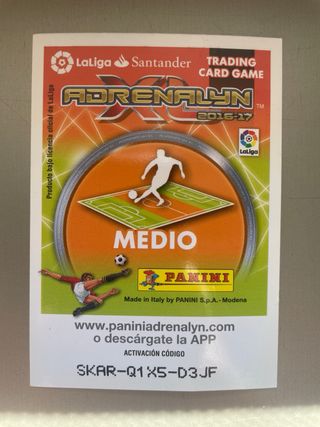 LaLiga Santander
TRADING
CARD GAME
ADRENALYN
XL
TM
2016-17
Producto bajo licencia oficial de LaLiga
LaLiga
MEDIO
PANINI
Made in Italy by PANINI S.p.A. - Modena
www.paniniadrenalyn.com
o descárgate la APP
ACTIVACIÓN CÓDIGO
SKAR-Q1X5-D3JF